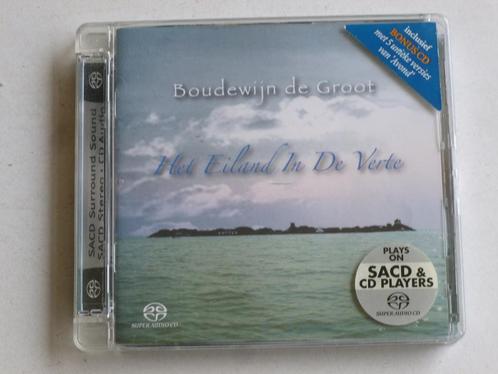 inclusief
BONUS CD
met 5 unieke versies
van 'Avond'
Boudewijn de Groot
Het Eiland In De Verte
SACD Surround Sound
SACD Stereo • CD Audio
PLAYS
ON
SACD &
CD PLAYERS
SUPER AUDIO CD
SUPER AUDIO CD